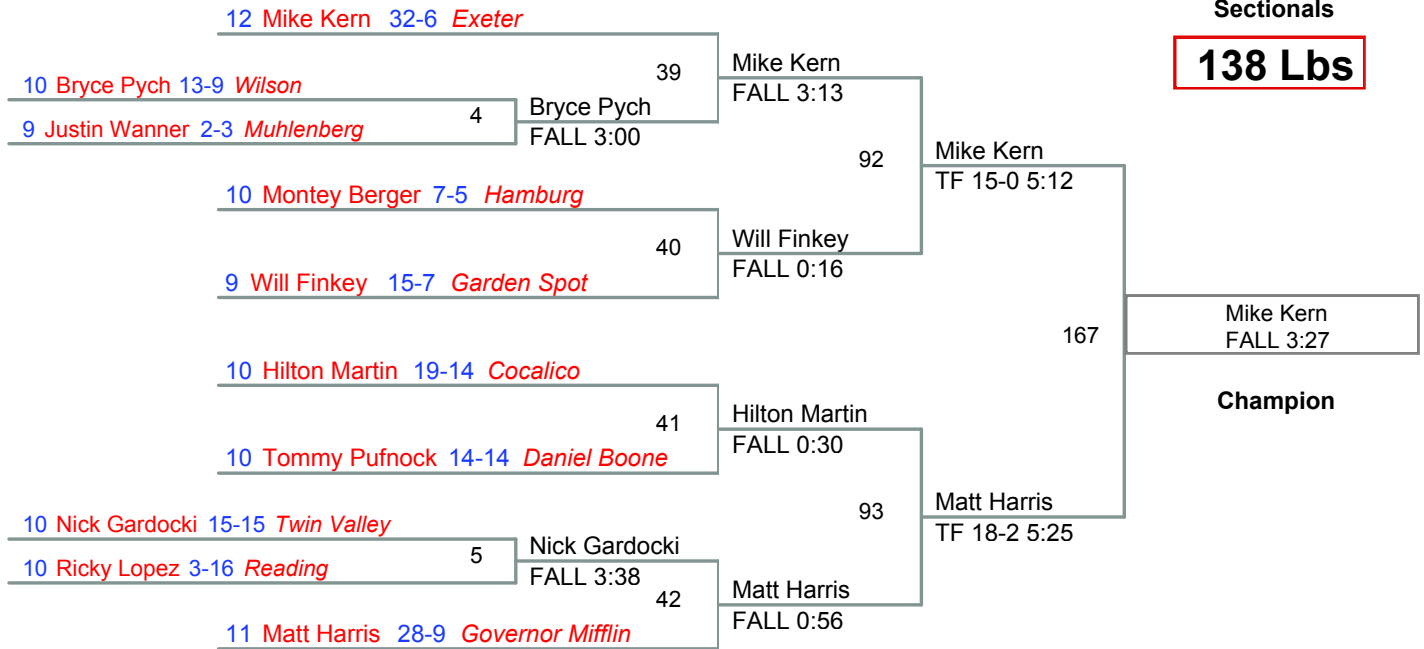 Sectionals
138 Lbs
12 Mike Kern 32-6 Exeter
39
Mike Kern
FALL 3:13
10 Bryce Pych 13-9 Wilson
4
Bryce Pych
FALL 3:00
9 Justin Wanner 2-3 Muhlenberg
92
Mike Kern
TF 15-0 5:12
10 Montey Berger 7-5 Hamburg
40
Will Finkey
FALL 0:16
9 Will Finkey 15-7 Garden Spot
167
Mike Kern
FALL 3:27
Champion
10 Hilton Martin 19-14 Cocalico
41
Hilton Martin
FALL 0:30
10 Tommy Pufnock 14-14 Daniel Boone
93
Matt Harris
TF 18-2 5:25
10 Nick Gardocki 15-15 Twin Valley
5
Nick Gardocki
FALL 3:38
10 Ricky Lopez 3-16 Reading
42
Matt Harris
FALL 0:56
11 Matt Harris 28-9 Governor Mifflin